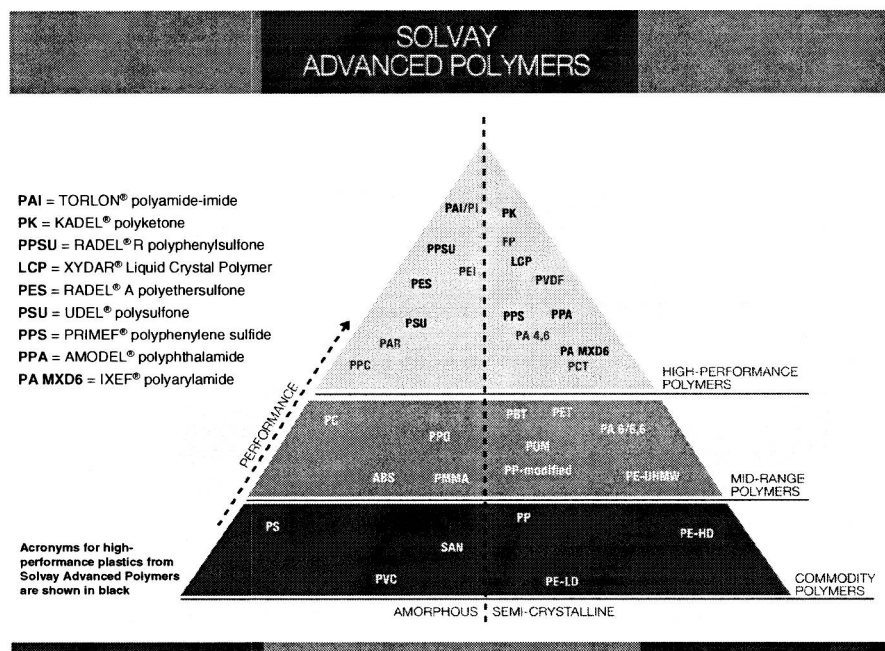 SOLVAY
ADVANCED POLYMERS
PAI = TORLON® polyamide-imide
PK = KADEL® polyketone
PPSU = RADEL® R polyphenylsulfone
LCP = XYDAR® Liquid Crystal Polymer
PES = RADEL® A polyethersulfone
PSU = UDEL® polysulfone
PPS = PRIMEF® polyphenylene sulfide
PPA = AMODEL® polyphthalamide
PA MXD6 = IXEF® polyarylamide
PERFORMANCE
Acronyms for high-
performance plastics from
Solvay Advanced Polymers
are shown in black
PAI/PI
PK
PPSU
FP
LCP
PEI
PVDF
PES
PPS
PPA
PSU
PA 4,6
PAR
PA MXD6
PPC
PCT
HIGH-PERFORMANCE
POLYMERS
PC
PBT
PET
PPO
PA 6/6,6
POM
ABS
PMMA
PP-modified
PE-UHMW
MID-RANGE
POLYMERS
PS
PP
PE-HD
SAN
PVC
PE-LD
COMMODITY
POLYMERS
AMORPHOUS
SEMI-CRYSTALLINE